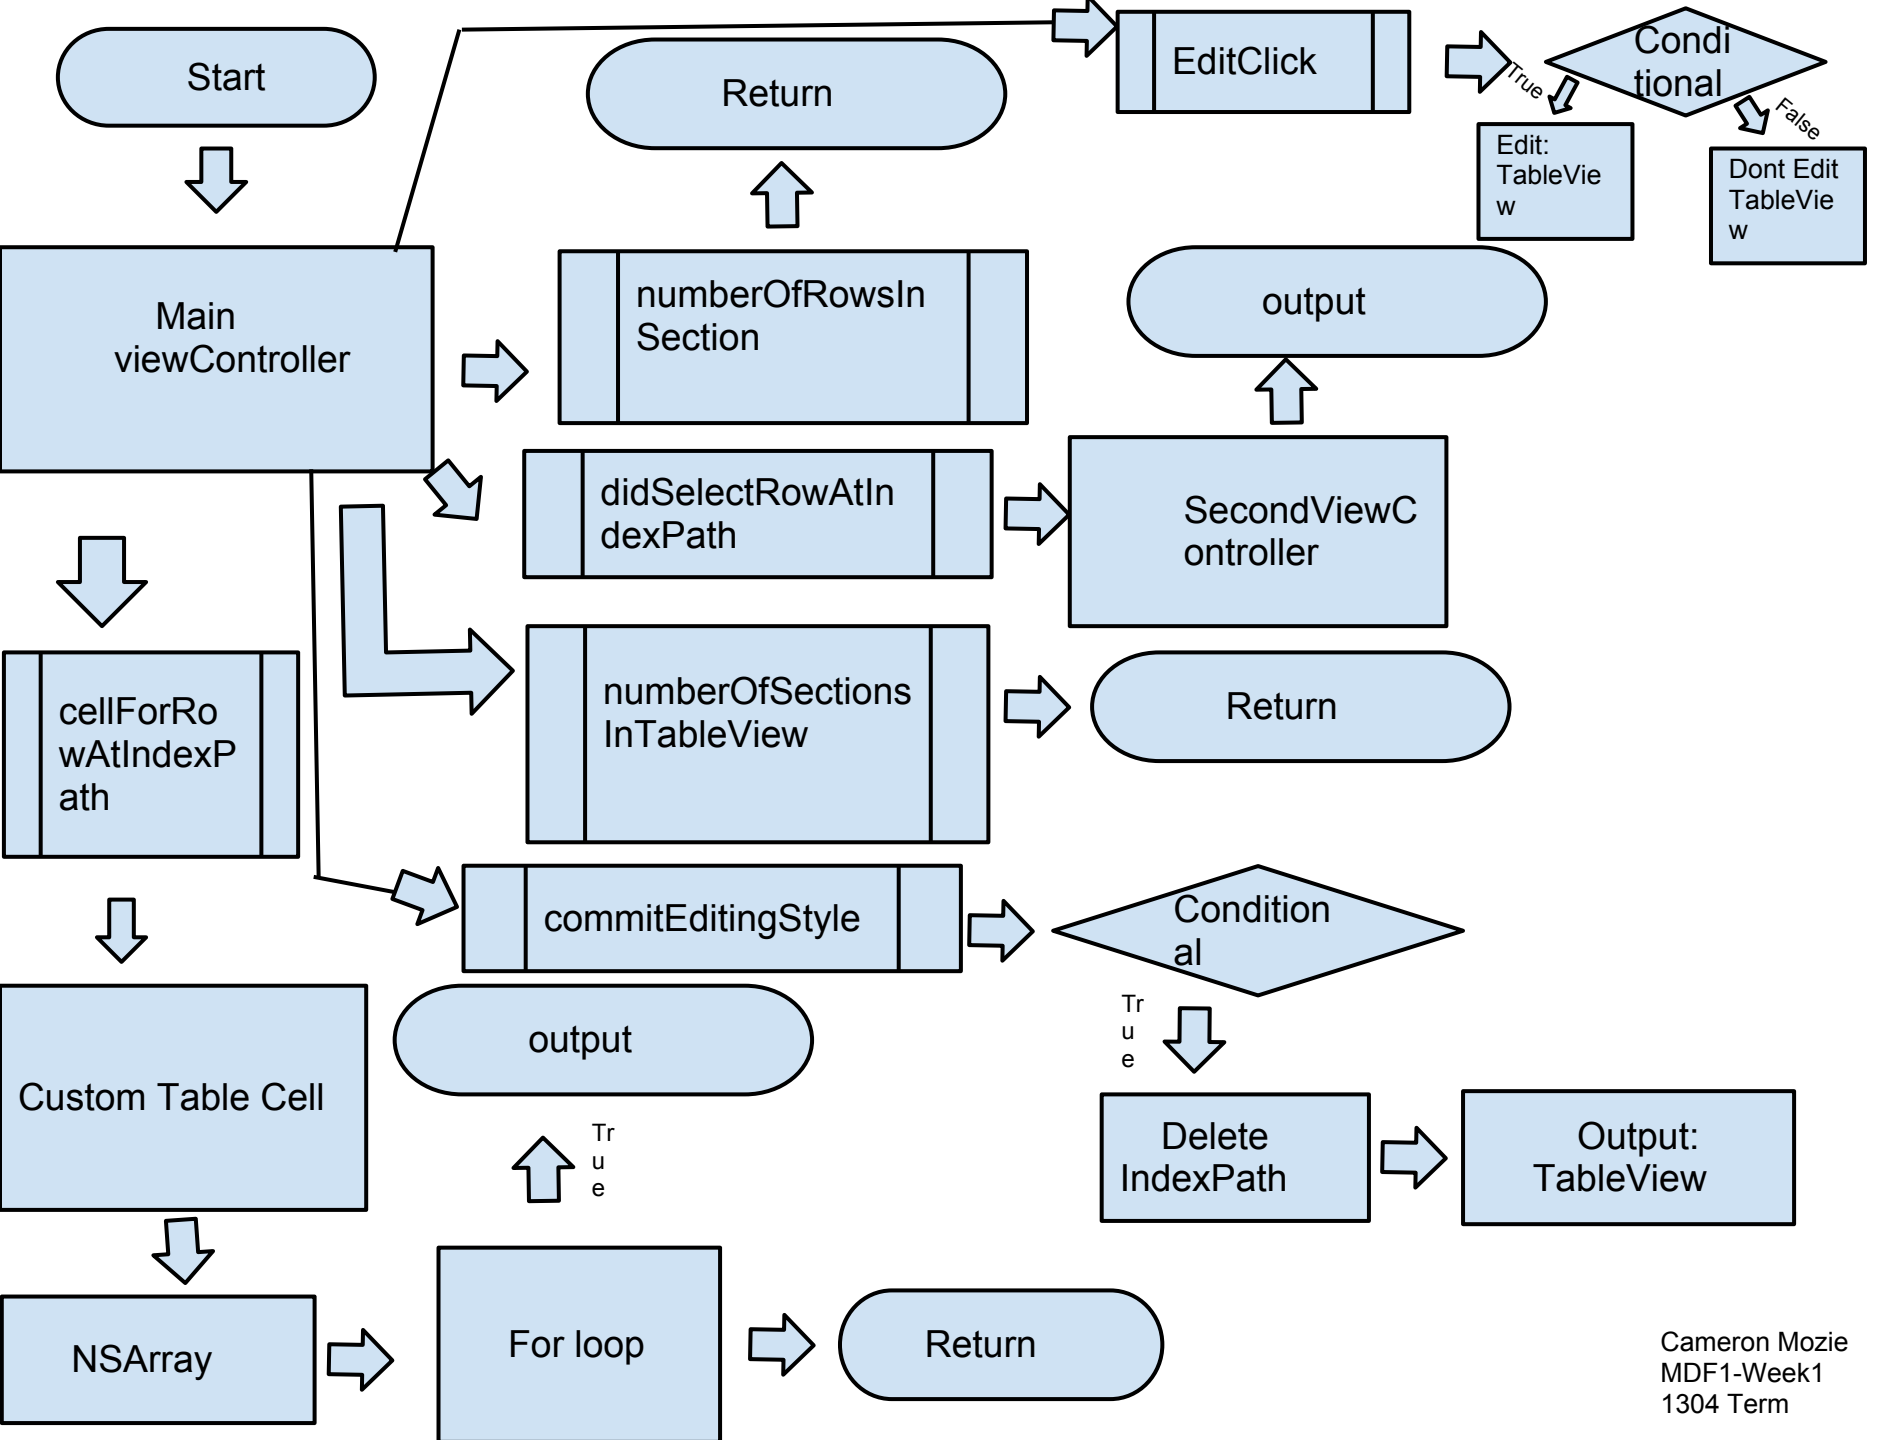 Start
Return
EditClick
Condi
tional
True
False
Edit:
TableVie
w
Dont Edit
TableVie
w
Main
viewController
numberOfRowsIn
Section
output
didSelectRowAtIn
dexPath
SecondViewC
ontroller
cellForRo
wAtIndexP
ath
numberOfSections
InTableView
Return
commitEditingStyle
Condition
al
Tr
u
e
Custom Table Cell
output
Tr
u
e
Delete
IndexPath
Output:
TableView
NSArray
For loop
Return
Cameron Mozie
MDF1-Week1
1304 Term